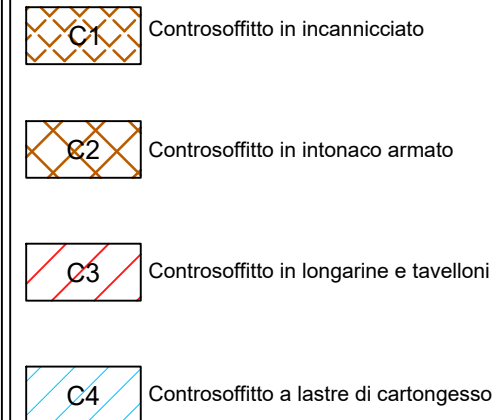 C1 Controsoffitto in incannicciato
C2 Controsoffitto in intonaco armato
C3 Controsoffitto in longarine e tavelloni
C4 Controsoffitto a lastre di cartongesso